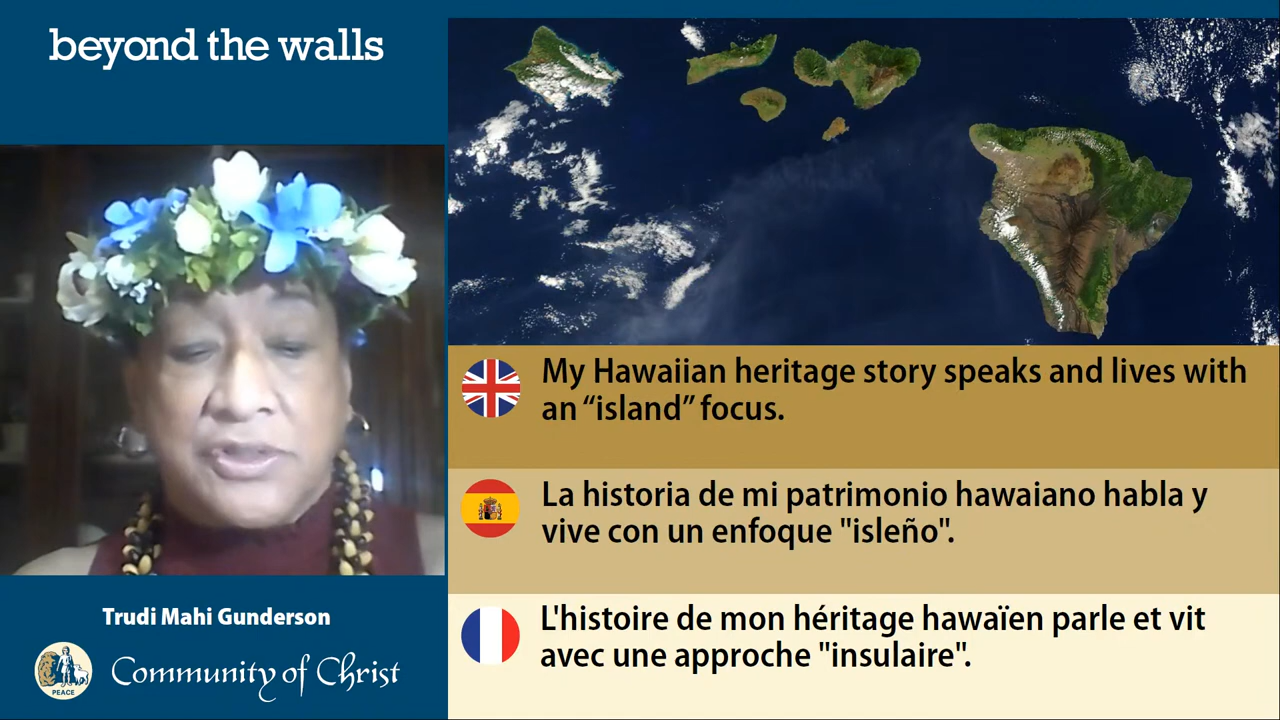 beyond the walls
My Hawaiian heritage story speaks and lives with
an “island” focus.
La historia de mi patrimonio hawaiano habla y
vive con un enfoque "isleño".
L'histoire de mon héritage hawaïen parle et vit
avec une approche "insulaire".
Trudi Mahi Gunderson
PEACE
Community of Christ